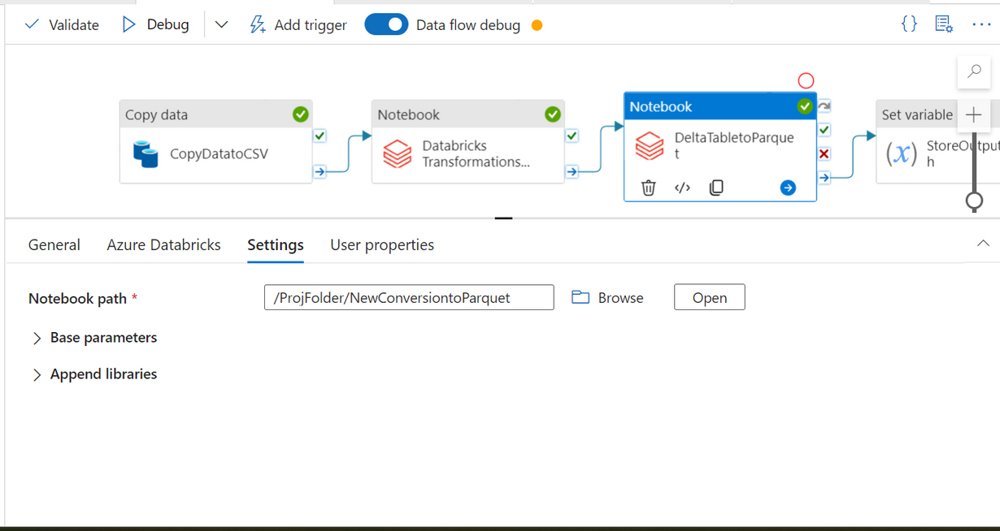 Validate Debug Add trigger Data flow debug {} ...
Copy data
CopyDatatoCSV
Notebook
Databricks
Transformations...
Notebook
DeltaTabletoParque
t
</>
Set variable
(x)
StoreOutput
h
General Azure Databricks Settings User properties
Notebook path * /ProjFolder/NewConversiontoParquet Browse Open
Base parameters
Append libraries